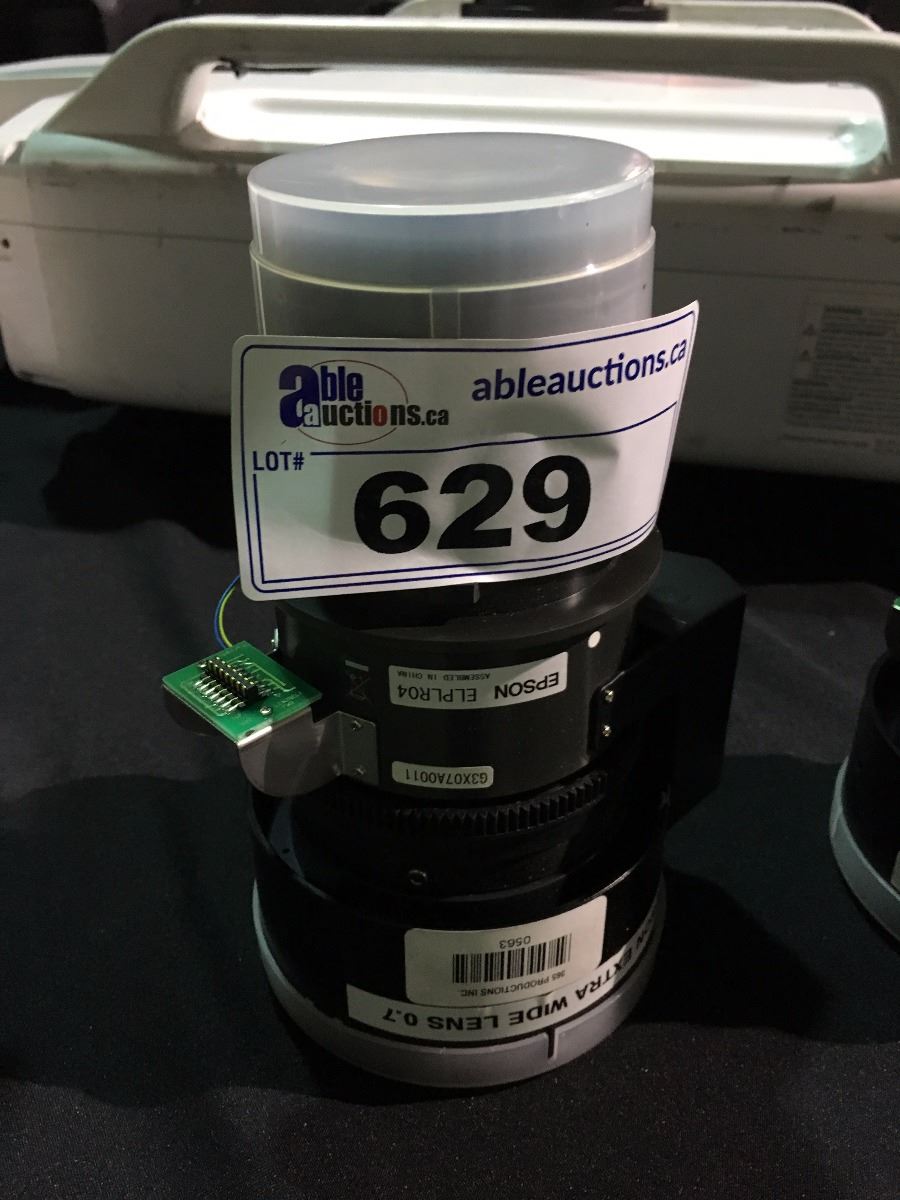 able
auctions.ca
ableauctions.ca
LOT#
629
EPSON ELPLR04
ASSEMBLED IN CHINA
G3X07A0011
365 PRODUCTIONS INC.
0563
EXTRA WIDE LENS 0.7
WARNING